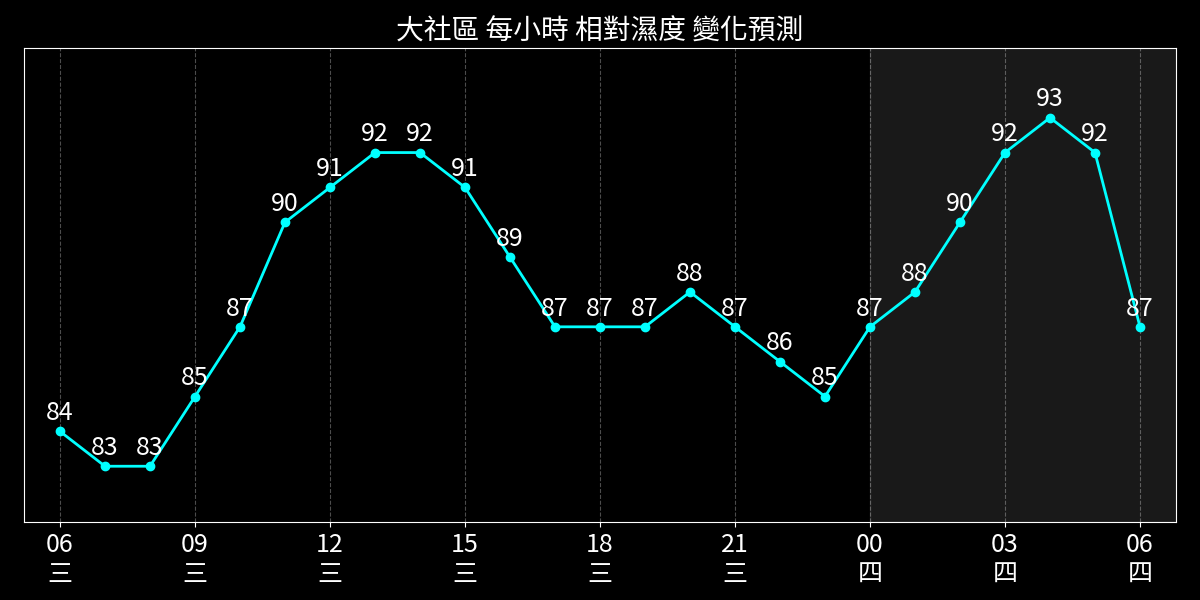 大社區 每小時 相對濕度 變化預測
84 83 83 85 87 90 91 92 92 91 89 87 87 87 88 87 86 85 87 88 90 92 93 92 87
06 09 12 15 18 21 00 03 06
三 三 三 三 三 三 四 四 四